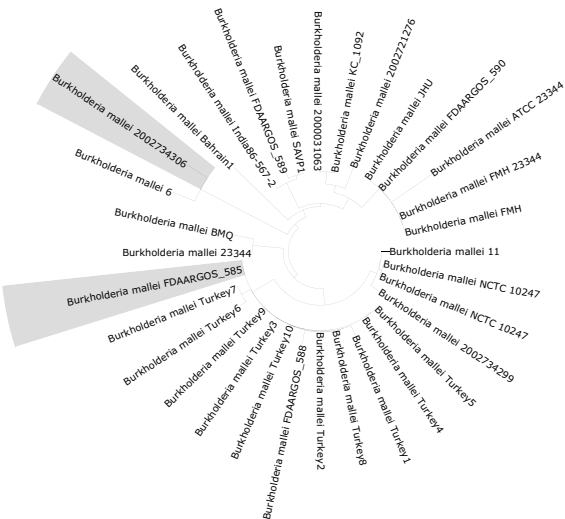 Burkholderia mallei 2000031063
Burkholderia mallei KC_1092
Burkholderia mallei 2002721276
Burkholderia mallei JHU
Burkholderia mallei FDAARGOS_590
Burkholderia mallei ATCC 23344
Burkholderia mallei FMH 23344
Burkholderia mallei FMH
Burkholderia mallei 11
Burkholderia mallei NCTC 10247
Burkholderia mallei NCTC 10247
Burkholderia mallei 2002734299
Burkholderia mallei Turkey5
Burkholderia mallei Turkey4
Burkholderia mallei Turkey1
Burkholderia mallei Turkey8
Burkholderia mallei Turkey2
Burkholderia mallei FDAARGOS_588
Burkholderia mallei Turkey10
Burkholderia mallei Turkey3
Burkholderia mallei Turkey9
Burkholderia mallei Turkey6
Burkholderia mallei Turkey7
Burkholderia mallei FDAARGOS_585
Burkholderia mallei 23344
Burkholderia mallei BMQ
Burkholderia mallei 6
Burkholderia mallei 2002734306
Burkholderia mallei Bahrain1
Burkholderia mallei India86-567-2
Burkholderia mallei FDAARGOS_589
Burkholderia mallei SAVP1